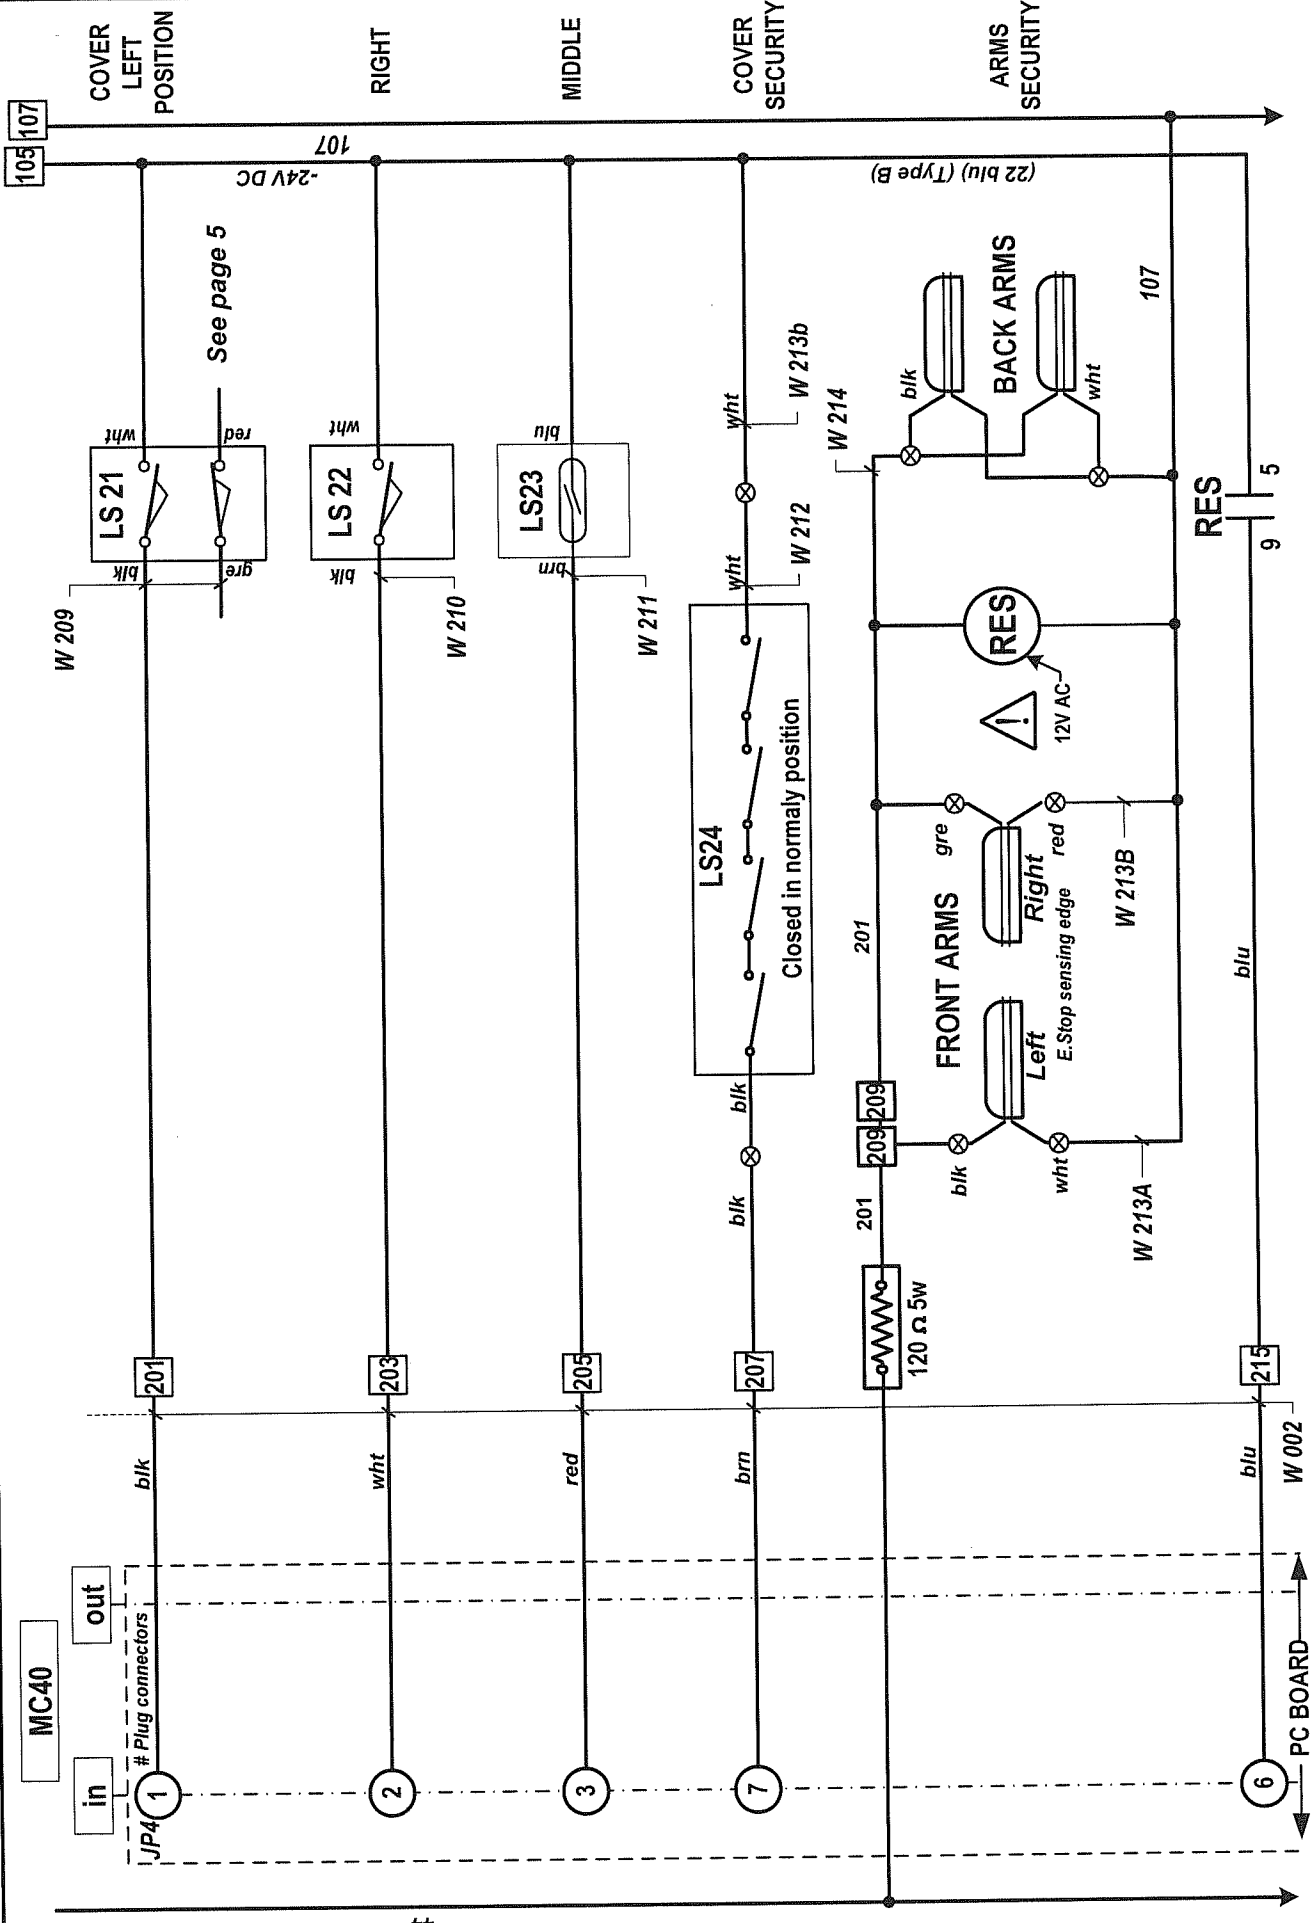 MC40
in
out
# Plug connectors
JP4
1
blk
201
W 209
blk
gre
LS 21
wht
red
See page 5
COVER
LEFT
POSITION
105
107
-24V DC
107
2
wht
203
blk
W 210
LS 22
wht
RIGHT
3
red
205
brn
W 211
LS23
blu
MIDDLE
7
brn
207
blk
blk
LS24
Closed in normaly position
wht
W 212
wht
W 213b
COVER
SECURITY
(22 blu) (Type B)
120 Ω 5w
201
209
209
201
W 214
blk
wht
W 213A
FRONT ARMS
Left
Right
E.Stop sensing edge
gre
red
W 213B
12V AC
!
RES
blk
BACK ARMS
wht
107
ARMS
SECURITY
6
blu
W 002
215
blu
RES
9
5
PC BOARD